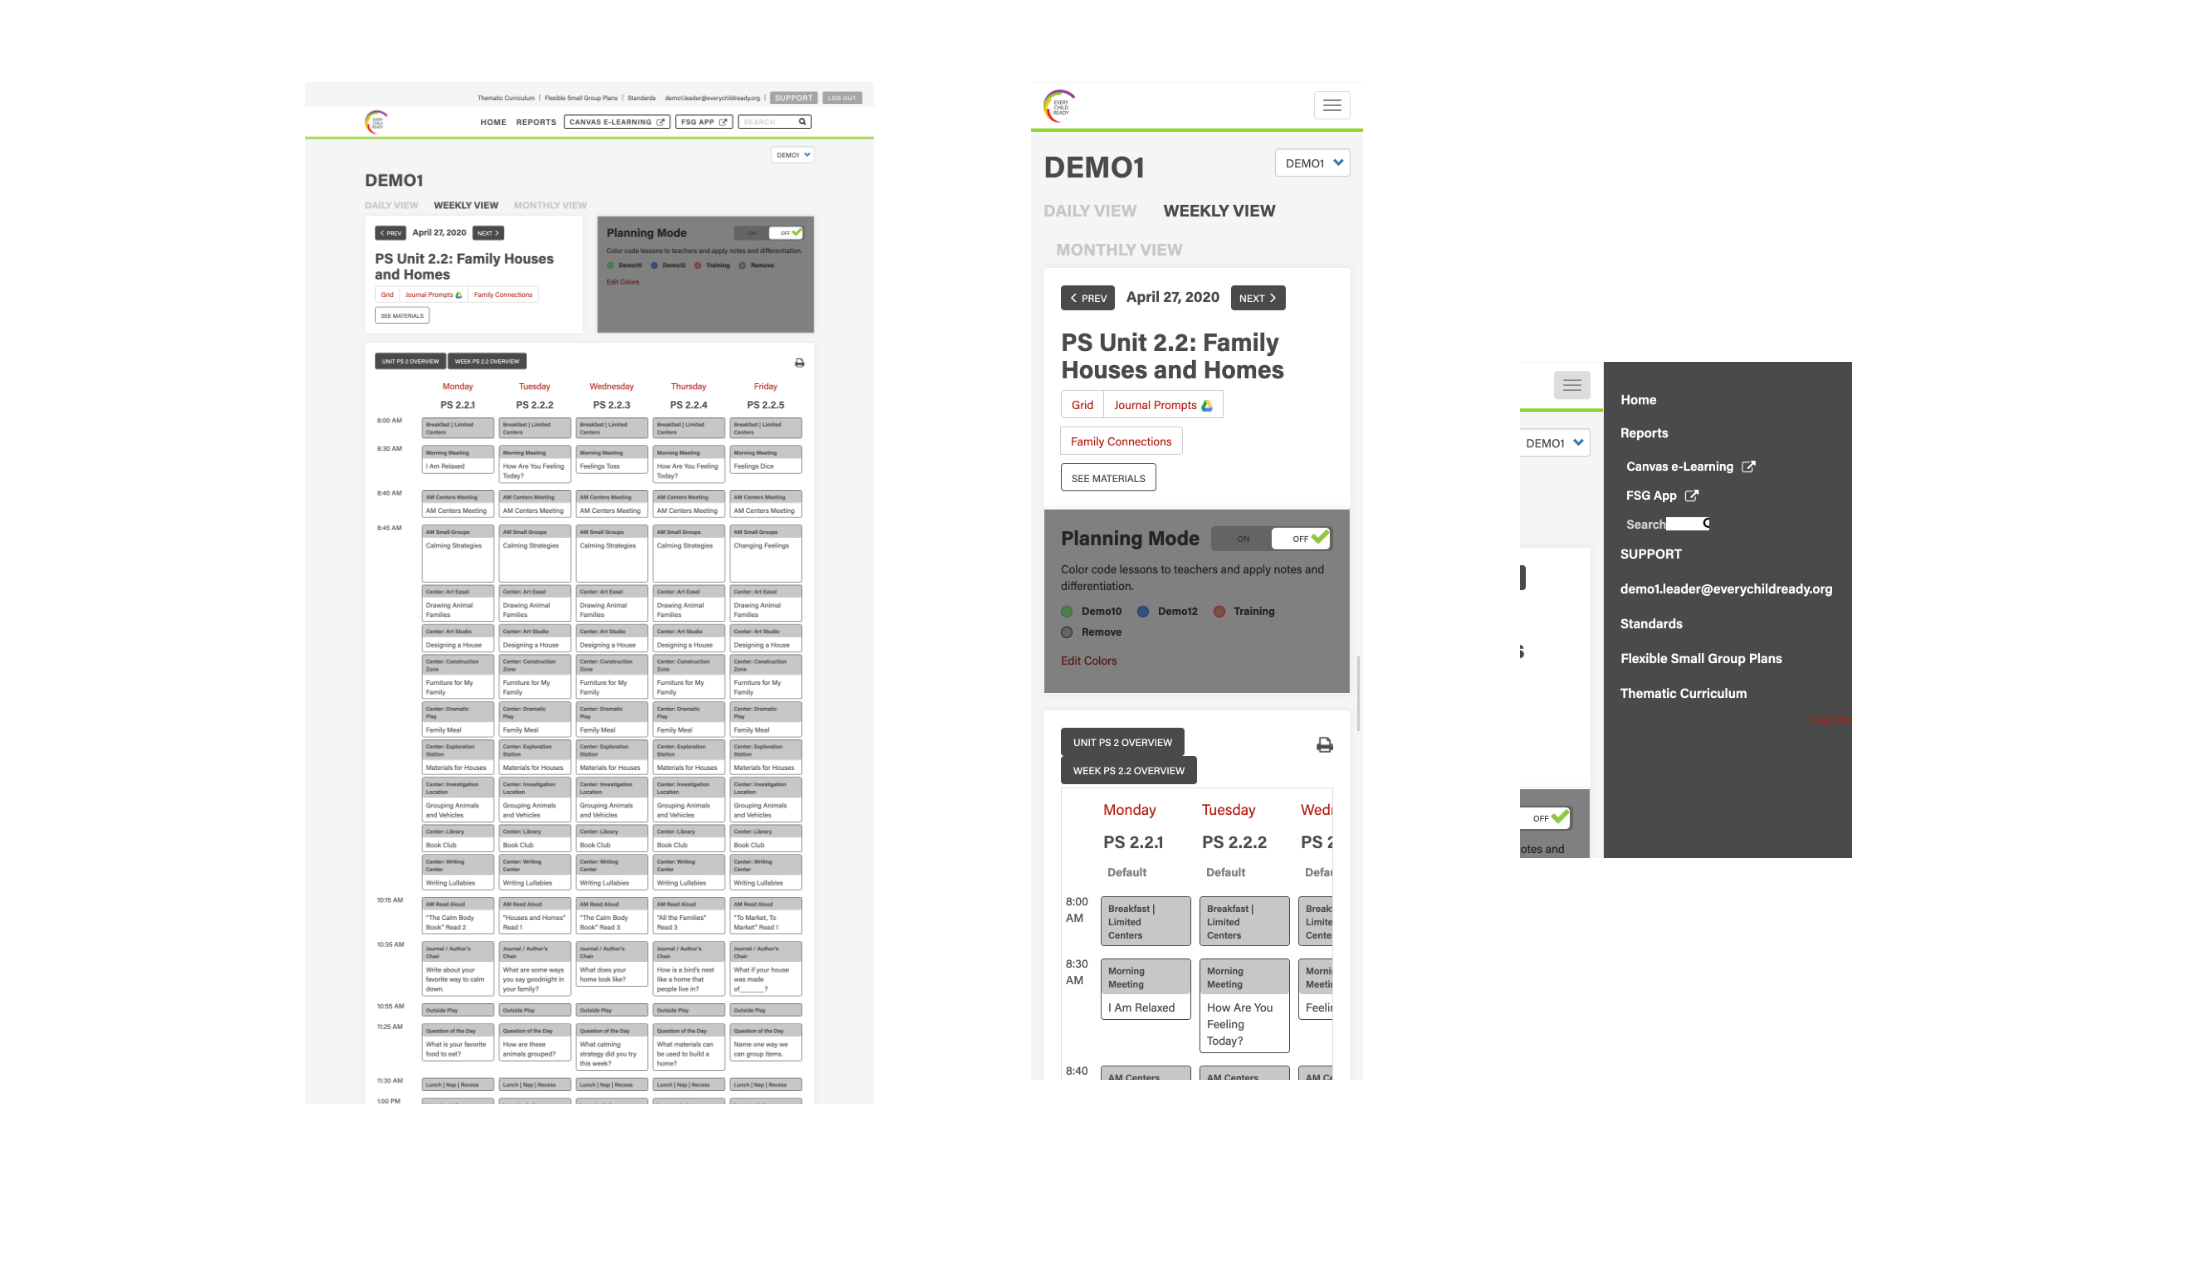 Thematic Curriculum | Flexible Small Group Plans | Standards demo1.leader@everychildready.org | SUPPORT LOG OUT
EVERY
CHILD
READY
HOME REPORTS CANVAS E-LEARNING FSG APP SEARCH
DEMO1
DEMO1
DAILY VIEW WEEKLY VIEW MONTHLY VIEW
< PREV April 27, 2020 NEXT >
PS Unit 2.2: Family Houses
and Homes
Grid Journal Prompts Family Connections
SEE MATERIALS
Planning Mode ON OFF
Color code lessons to teachers and apply notes and differentiation.
Demo10 Demo12 Training Remove
Edit Colors
UNIT PS 2 OVERVIEW WEEK PS 2.2 OVERVIEW
Monday Tuesday Wednesday Thursday Friday
PS 2.2.1 PS 2.2.2 PS 2.2.3 PS 2.2.4 PS 2.2.5
8:00 AM Breakfast | Limited Breakfast | Limited Breakfast | Limited Breakfast | Limited Breakfast | Limited
Centers Centers Centers Centers Centers
8:30 AM Morning Meeting Morning Meeting Morning Meeting Morning Meeting Morning Meeting
I Am Relaxed How Are You Feeling Feelings Toss How Are You Feeling Feelings Dice
Today? Today?
8:40 AM AM Centers Meeting AM Centers Meeting AM Centers Meeting AM Centers Meeting AM Centers Meeting
AM Centers Meeting AM Centers Meeting AM Centers Meeting AM Centers Meeting AM Centers Meeting
8:45 AM AM Small Groups AM Small Groups AM Small Groups AM Small Groups AM Small Groups
Calming Strategies Calming Strategies Calming Strategies Calming Strategies Changing Feelings
Center: Art Easel Center: Art Easel Center: Art Easel Center: Art Easel Center: Art Easel
Drawing Animal Drawing Animal Drawing Animal Drawing Animal Drawing Animal
Families Families Families Families Families
Center: Art Studio Center: Art Studio Center: Art Studio Center: Art Studio Center: Art Studio
Designing a House Designing a House Designing a House Designing a House Designing a House
Center: Construction Center: Construction Center: Construction Center: Construction Center: Construction
Zone Zone Zone Zone Zone
Furniture for My Furniture for My Furniture for My Furniture for My Furniture for My
Family Family Family Family Family
Center: Dramatic Center: Dramatic Center: Dramatic Center: Dramatic Center: Dramatic
Play Play Play Play Play
Family Meal Family Meal Family Meal Family Meal Family Meal
Center: Exploration Center: Exploration Center: Exploration Center: Exploration Center: Exploration
Station Station Station Station Station
Materials for Houses Materials for Houses Materials for Houses Materials for Houses Materials for Houses
Center: Investigation Center: Investigation Center: Investigation Center: Investigation Center: Investigation
Location Location Location Location Location
Grouping Animals Grouping Animals Grouping Animals Grouping Animals Grouping Animals
and Vehicles and Vehicles and Vehicles and Vehicles and Vehicles
Center: Library Center: Library Center: Library Center: Library Center: Library
Book Club Book Club Book Club Book Club Book Club
Center: Writing Center: Writing Center: Writing Center: Writing Center: Writing
Center Center Center Center Center
Writing Lullabies Writing Lullabies Writing Lullabies Writing Lullabies Writing Lullabies
10:15 AM AM Read Aloud AM Read Aloud AM Read Aloud AM Read Aloud AM Read Aloud
"The Calm Body "Houses and Homes" "The Calm Body "All the Families" "To Market, To
Book" Read 2 Read 1 Book" Read 3 Read 3 Market" Read 1
10:35 AM Journal / Author's Journal / Author's Journal / Author's Journal / Author's Journal / Author's
Chair Chair Chair Chair Chair
Write about your What are some ways What does your How is a bird's nest What if your house
favorite way to calm you say goodnight in home look like? like a home that was made
down. your family? people live in? of______?
10:55 AM Outside Play Outside Play Outside Play Outside Play Outside Play
11:25 AM Question of the Day Question of the Day Question of the Day Question of the Day Question of the Day
What is your favorite How are these What calming What materials can Name one way we
food to eat? animals grouped? strategy did you try be used to build a can group items.
this week? home?
11:30 AM Lunch | Nap | Recess Lunch | Nap | Recess Lunch | Nap | Recess Lunch | Nap | Recess Lunch | Nap | Recess
1:00 PM
EVERY
CHILD
READY
DEMO1 DEMO1
DAILY VIEW WEEKLY VIEW
MONTHLY VIEW
< PREV April 27, 2020 NEXT >
PS Unit 2.2: Family
Houses and Homes
Grid Journal Prompts
Family Connections
SEE MATERIALS
Planning Mode ON OFF
Color code lessons to teachers and apply notes and
differentiation.
Demo10 Demo12 Training
Remove
Edit Colors
UNIT PS 2 OVERVIEW
WEEK PS 2.2 OVERVIEW
Monday Tuesday Wed
PS 2.2.1 PS 2.2.2 PS 2
Default Default Defa
8:00 Breakfast | Breakfast | Break
AM Limited Limited Limite
Centers Centers Cente
8:30 Morning Morning Morni
AM Meeting Meeting Meeti
I Am Relaxed How Are You Feelin
Feeling
Today?
8:40 AM Centers AM Centers AM Ce
DEMO1
OFF
otes and
Home
Reports
Canvas e-Learning
FSG App
Search
SUPPORT
demo1.leader@everychildready.org
Standards
Flexible Small Group Plans
Thematic Curriculum
Log Out